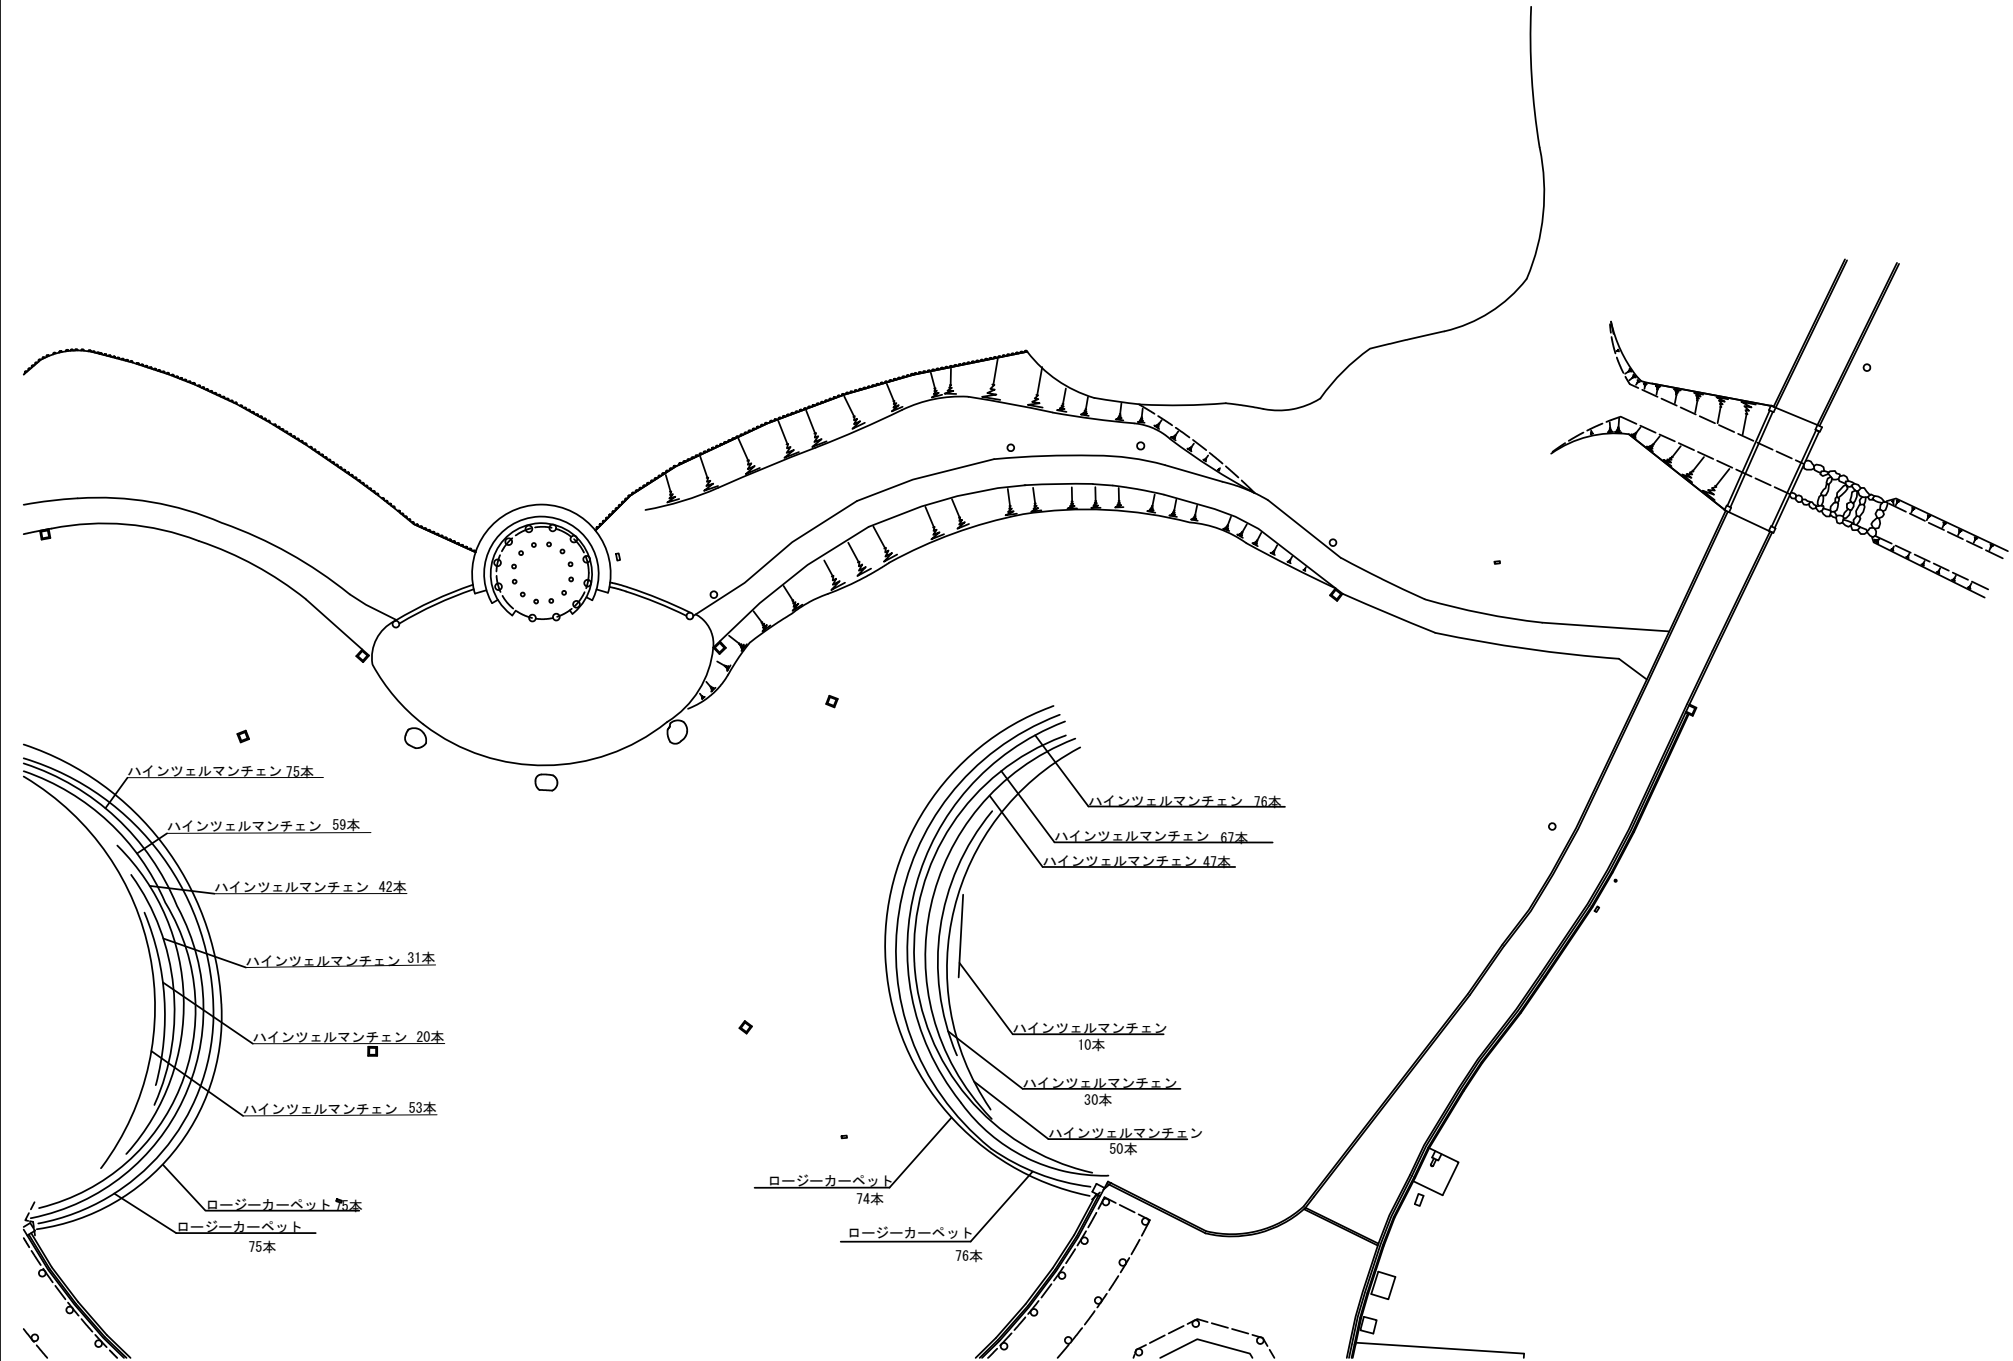 ハインツェルマンチェン 75本
ハインツェルマンチェン 59本
ハインツェルマンチェン 42本
ハインツェルマンチェン 31本
ハインツェルマンチェン 20本
ハインツェルマンチェン 53本
ロージーカーペット 75本
ロージーカーペット
75本
ハインツェルマンチェン 76本
ハインツェルマンチェン 67本
ハインツェルマンチェン 47本
ハインツェルマンチェン
10本
ハインツェルマンチェン
30本
ハインツェルマンチェン
50本
ロージーカーペット
74本
ロージーカーペット
76本